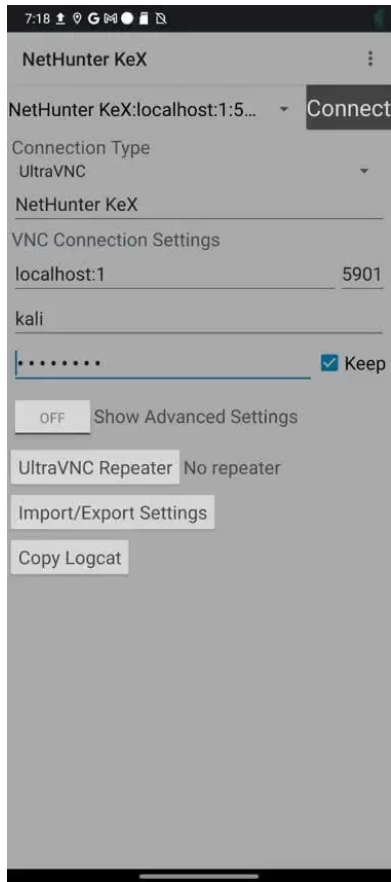 7:18
NetHunter KeX
NetHunter KeX:localhost:1:5...
Connect
Connection Type
UltraVNC
NetHunter KeX
VNC Connection Settings
localhost:1 5901
kali
........ Keep
OFF Show Advanced Settings
UltraVNC Repeater No repeater
Import/Export Settings
Copy Logcat